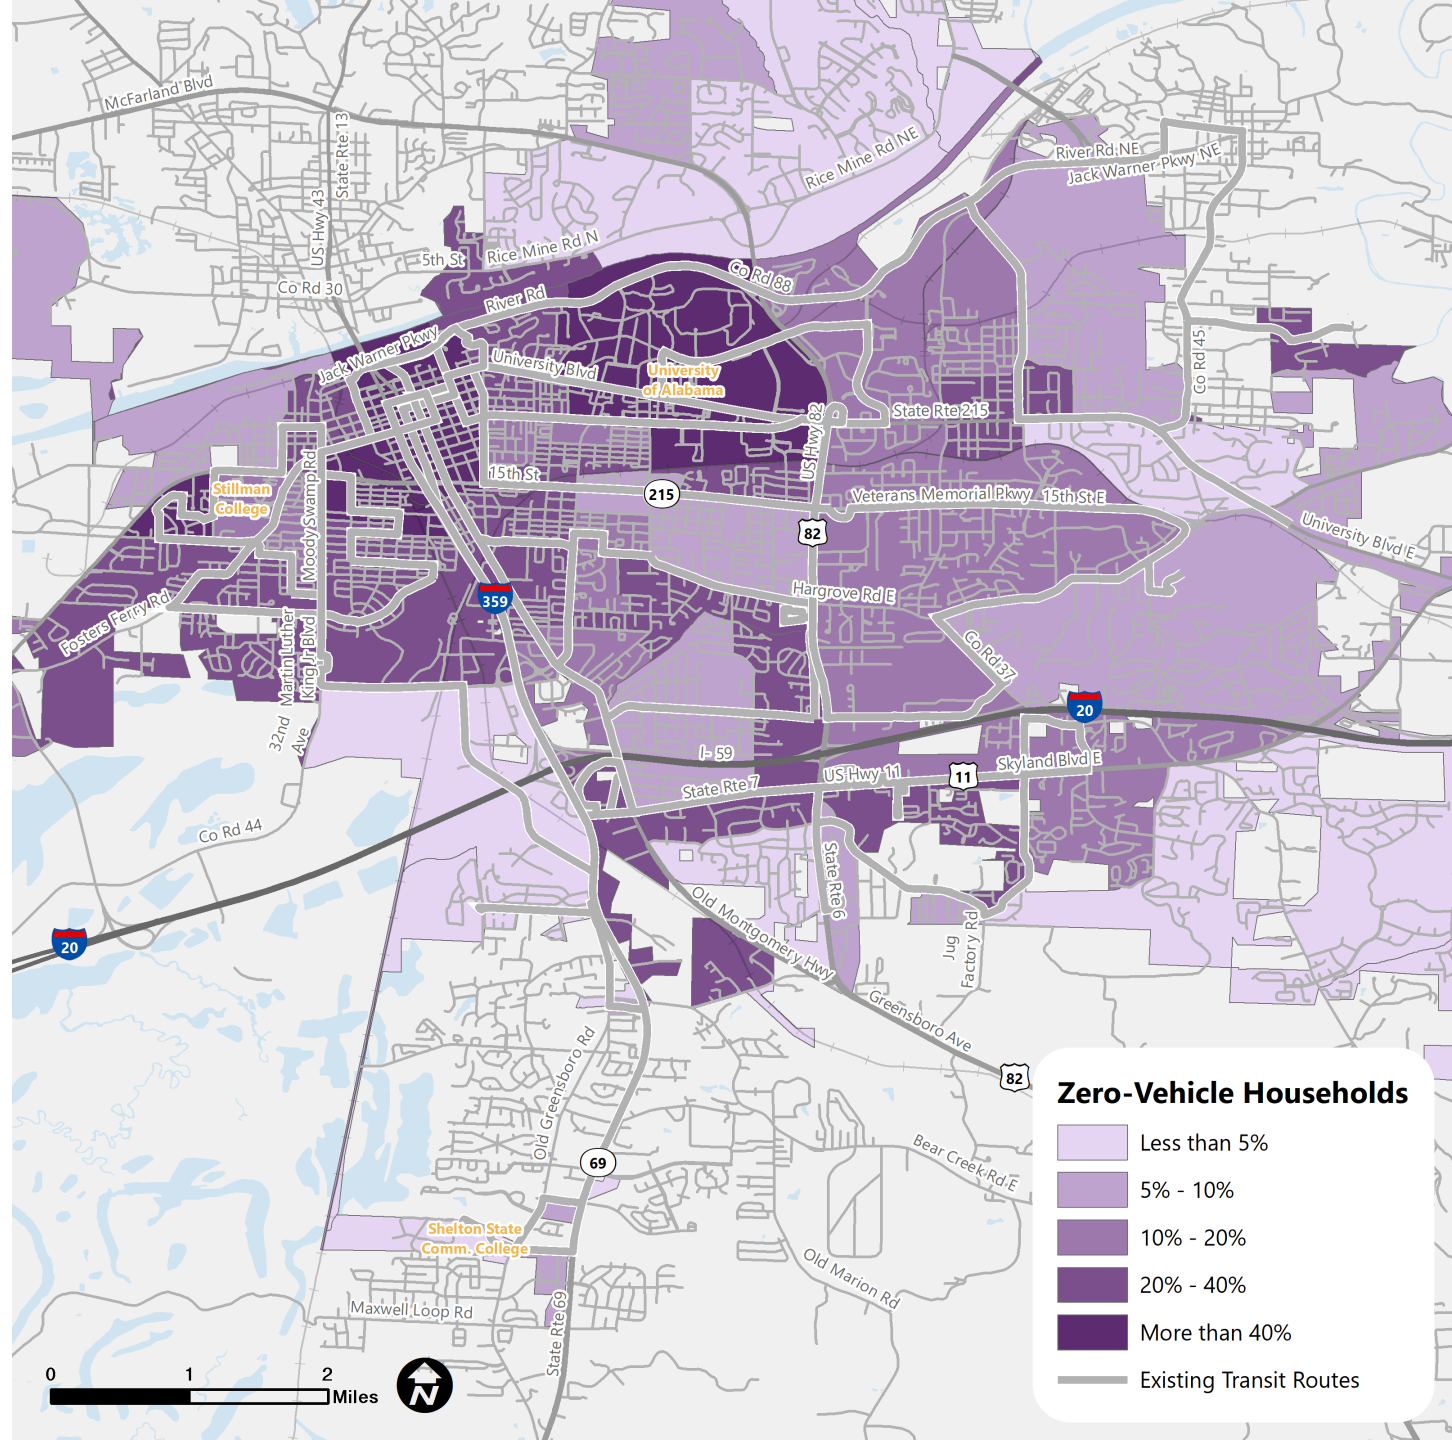 McFarland Blvd
State Rte 13
US Hwy 43
River Rd NE
Jack Warner Pkwy NE
Rice Mine Rd NE
5th St
Rice Mine Rd N
Co Rd 88
Co Rd 30
River Rd
Jack Warner Pkwy
University Blvd
University
of Alabama
Co Rd 45
State Rte 215
US Hwy 82
15th St
215
Veterans Memorial Pkwy
15th St E
University Blvd E
Stillman
College
Moody Swamp Rd
82
Hargrove Rd E
359
Fosters Ferry Rd
Martin Luther
King Jr Blvd
Co Rd 37
32nd
Ave
20
I- 59
Skyland Blvd E
US Hwy 11
11
State Rte 7
Co Rd 44
State Rte 6
Old Montgomery Hwy
Jug
Factory Rd
20
Greensboro Ave
82
Old Greensboro Rd
69
Bear Creek Rd E
Shelton State
Comm. College
Old Marion Rd
Maxwell Loop Rd
State Rte 69
Zero-Vehicle Households
Less than 5%
5% - 10%
10% - 20%
20% - 40%
More than 40%
Existing Transit Routes
0 1 2
Miles
N